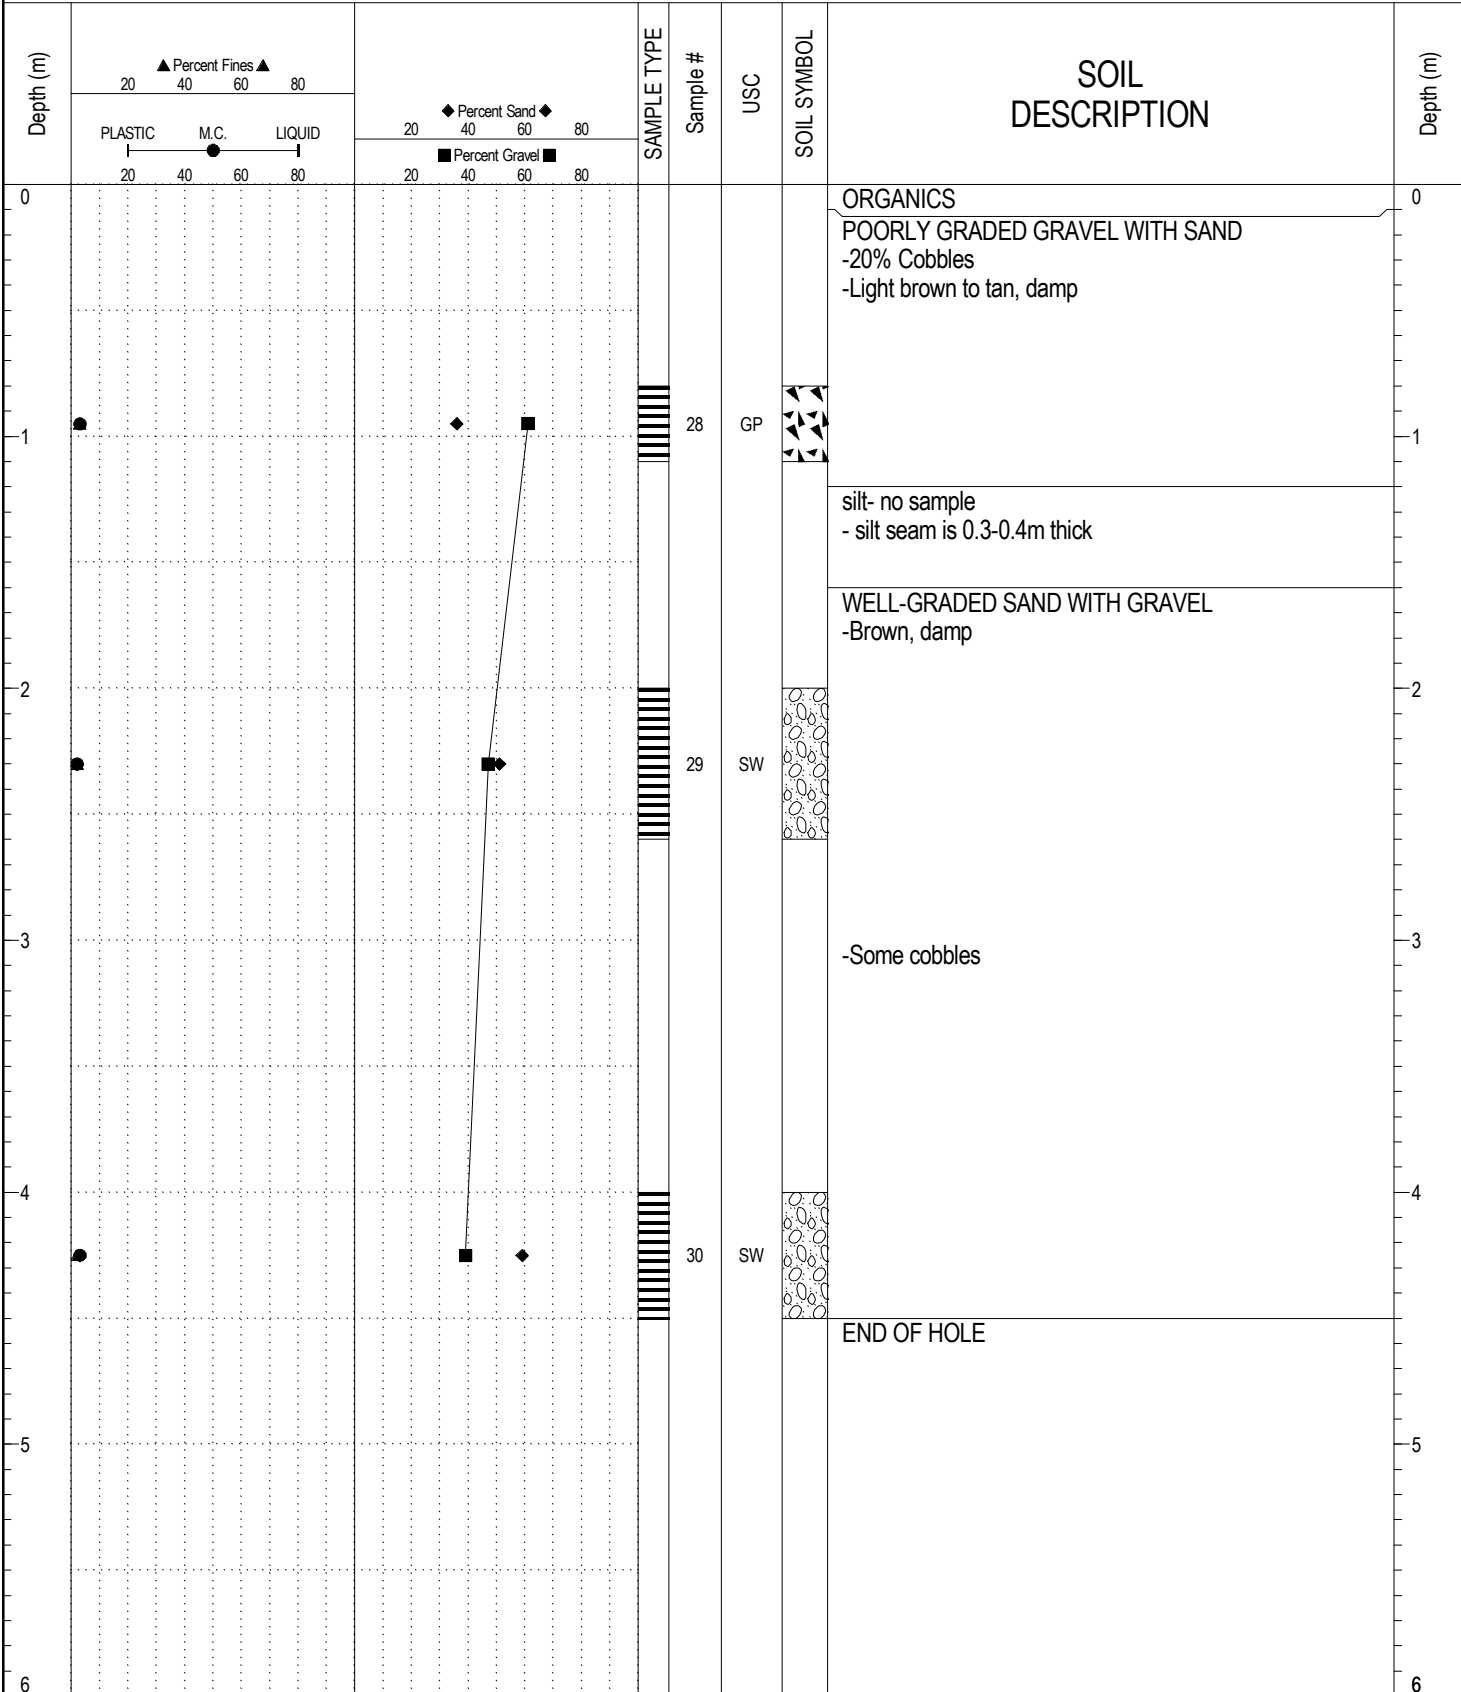 Depth (m)
▲ Percent Fines ▲
20 40 60 80
PLASTIC M.C. LIQUID
20 40 60 80
◆ Percent Sand ◆
20 40 60 80
■ Percent Gravel ■
20 40 60 80
SAMPLE TYPE
Sample #
USC
SOIL SYMBOL
SOIL
DESCRIPTION
Depth (m)
0 0
ORGANICS
POORLY GRADED GRAVEL WITH SAND
-20% Cobbles
-Light brown to tan, damp
28 GP
1 1
silt- no sample
- silt seam is 0.3-0.4m thick
WELL-GRADED SAND WITH GRAVEL
-Brown, damp
2 2
29 SW
3 3
-Some cobbles
4 4
30 SW
END OF HOLE
5 5
6 6